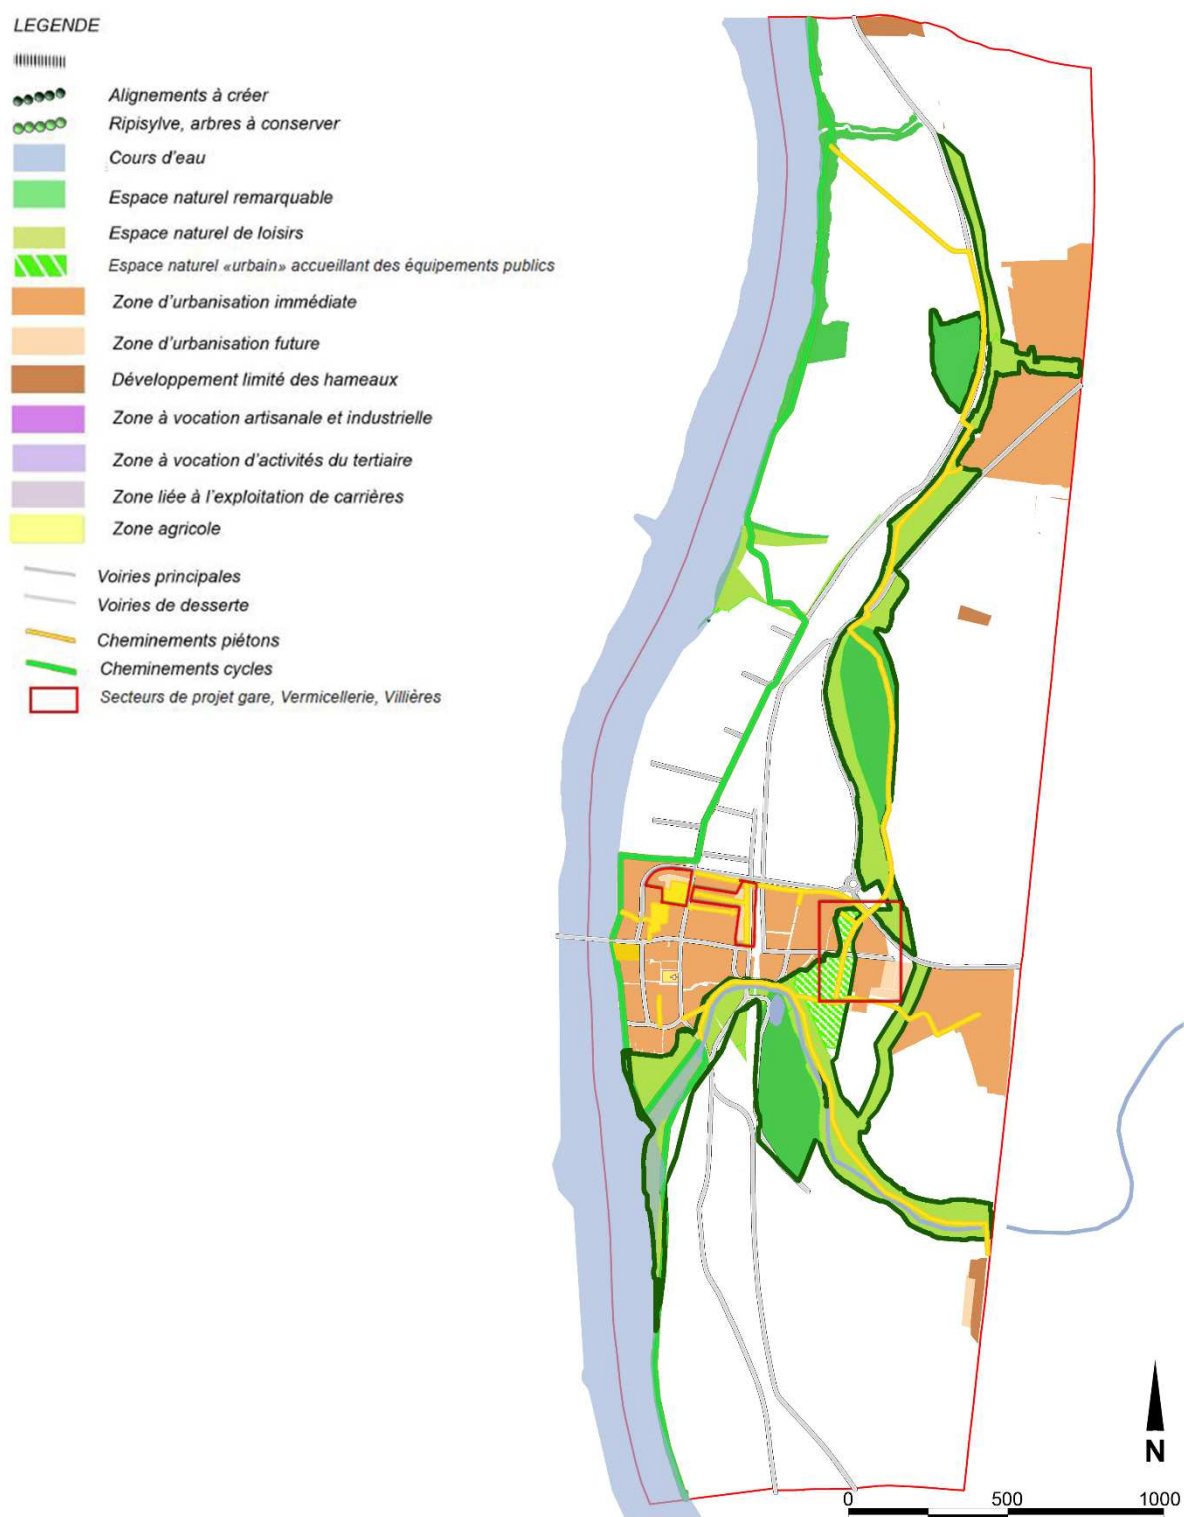 LEGENDE
Alignements à créer
Ripisylve, arbres à conserver
Cours d'eau
Espace naturel remarquable
Espace naturel de loisirs
Espace naturel «urbain» accueillant des équipements publics
Zone d'urbanisation immédiate
Zone d'urbanisation future
Développement limité des hameaux
Zone à vocation artisanale et industrielle
Zone à vocation d'activités du tertiaire
Zone liée à l'exploitation de carrières
Zone agricole
Voiries principales
Voiries de desserte
Cheminements piétons
Cheminements cycles
Secteurs de projet gare, Vermicellerie, Villières
N
0 500 1000